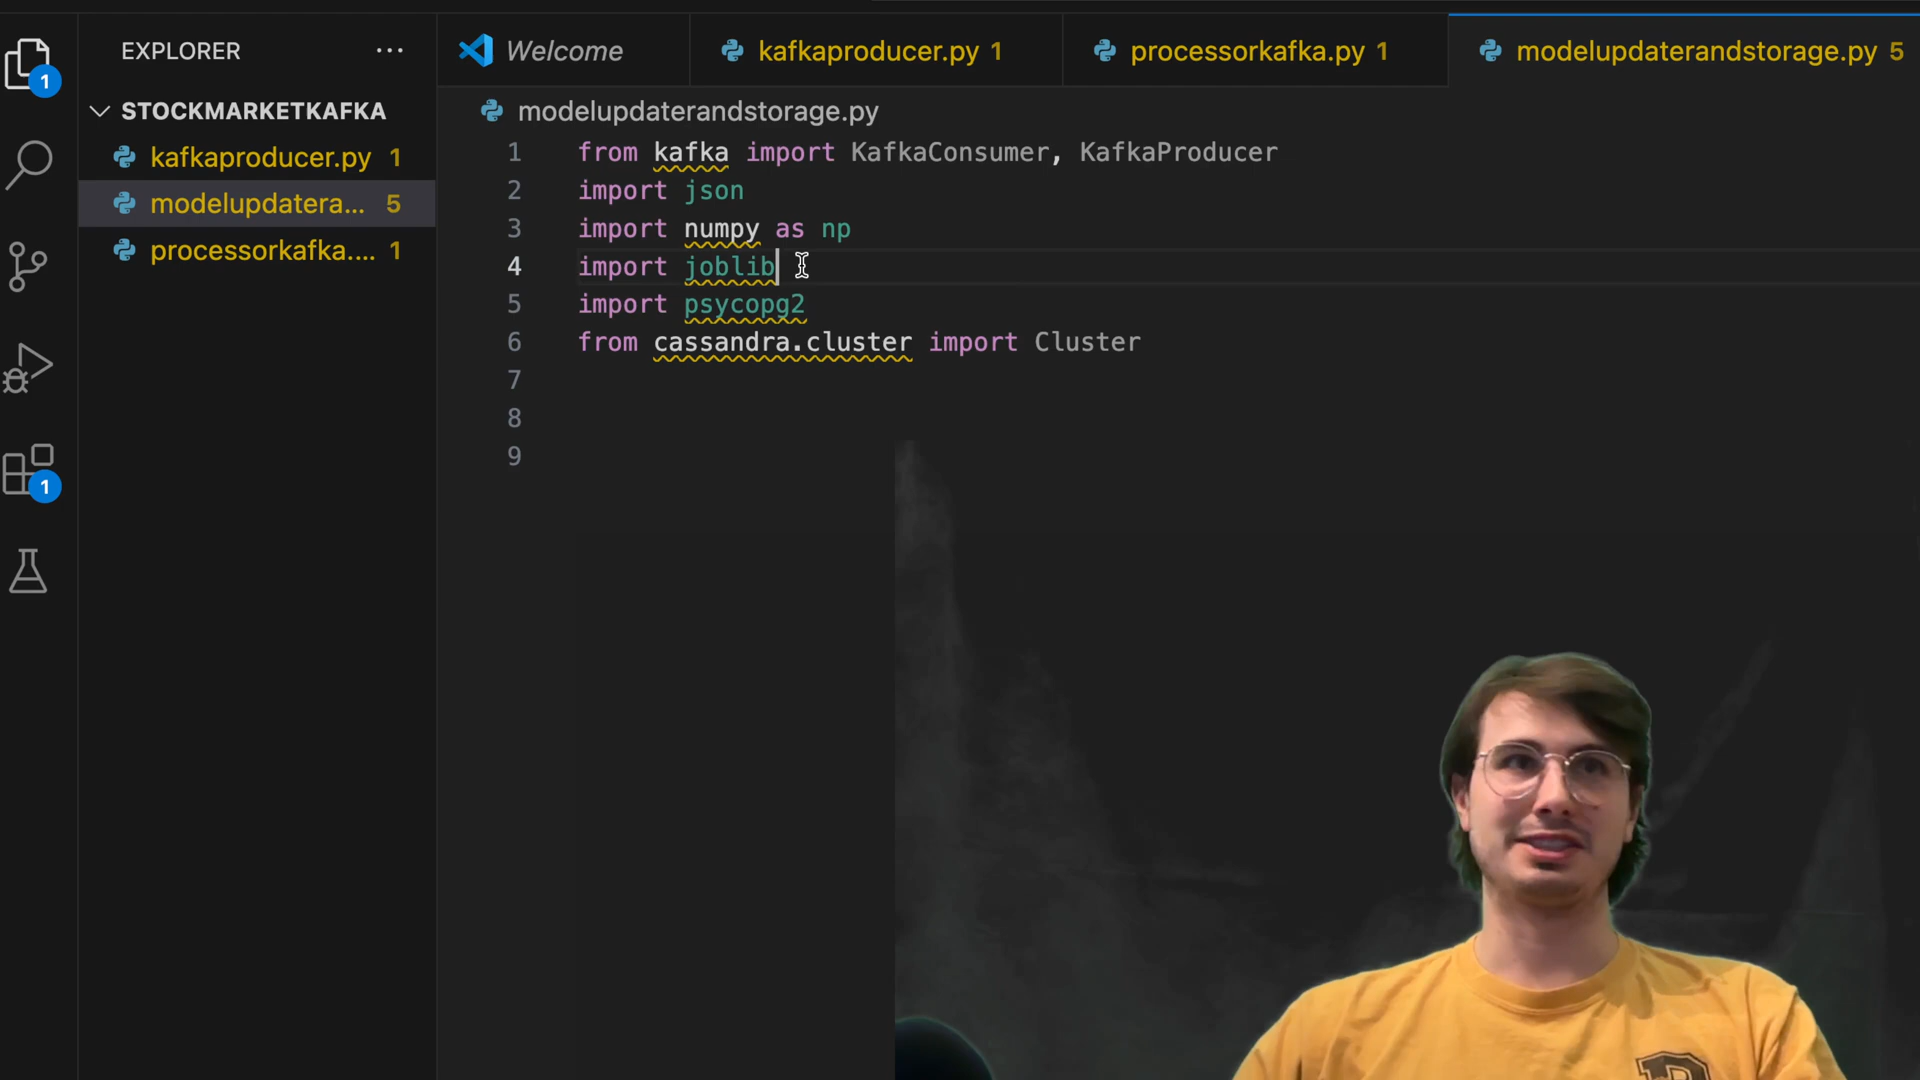 EXPLORER
STOCKMARKETKAFKA
kafkaproducer.py 1
modelupdatera... 5
processorkafka.... 1
1
1
Welcome
kafkaproducer.py 1
processorkafka.py 1
modelupdaterandstorage.py 5
modelupdaterandstorage.py
1 from kafka import KafkaConsumer, KafkaProducer
2 import json
3 import numpy as np
4 import joblib
5 import psycopg2
6 from cassandra.cluster import Cluster
7
8
9